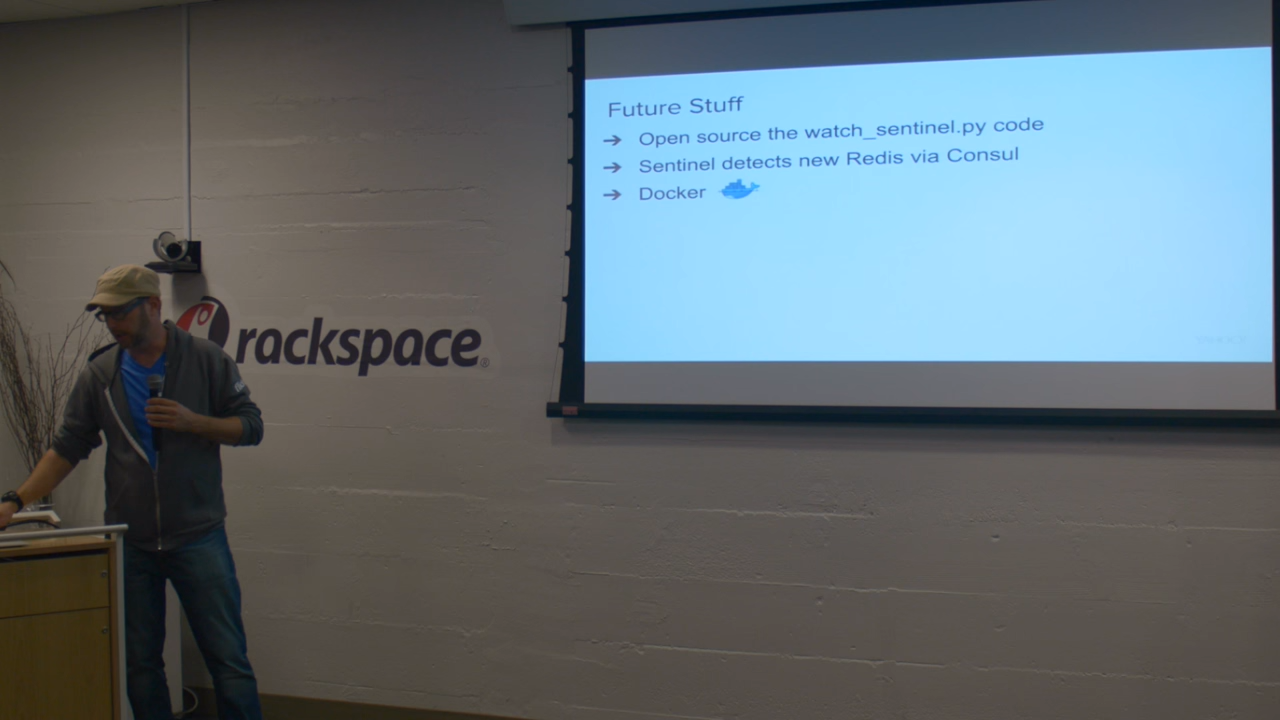 Future Stuff
➔ Open source the watch_sentinel.py code
➔ Sentinel detects new Redis via Consul
➔ Docker
rackspace®